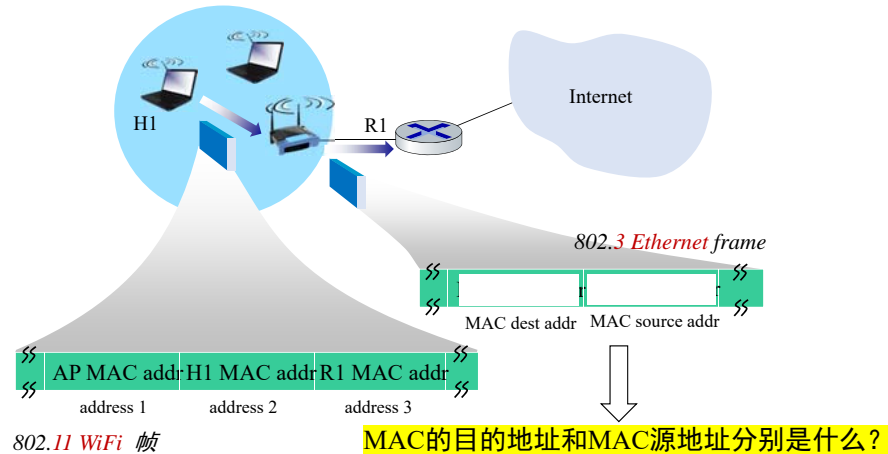 H1
R1
Internet
802.3 Ethernet frame
MAC dest addr MAC source addr
AP MAC addr H1 MAC addr R1 MAC addr
address 1 address 2 address 3
802.11 WiFi 帧
MAC的目的地址和MAC源地址分别是什么？